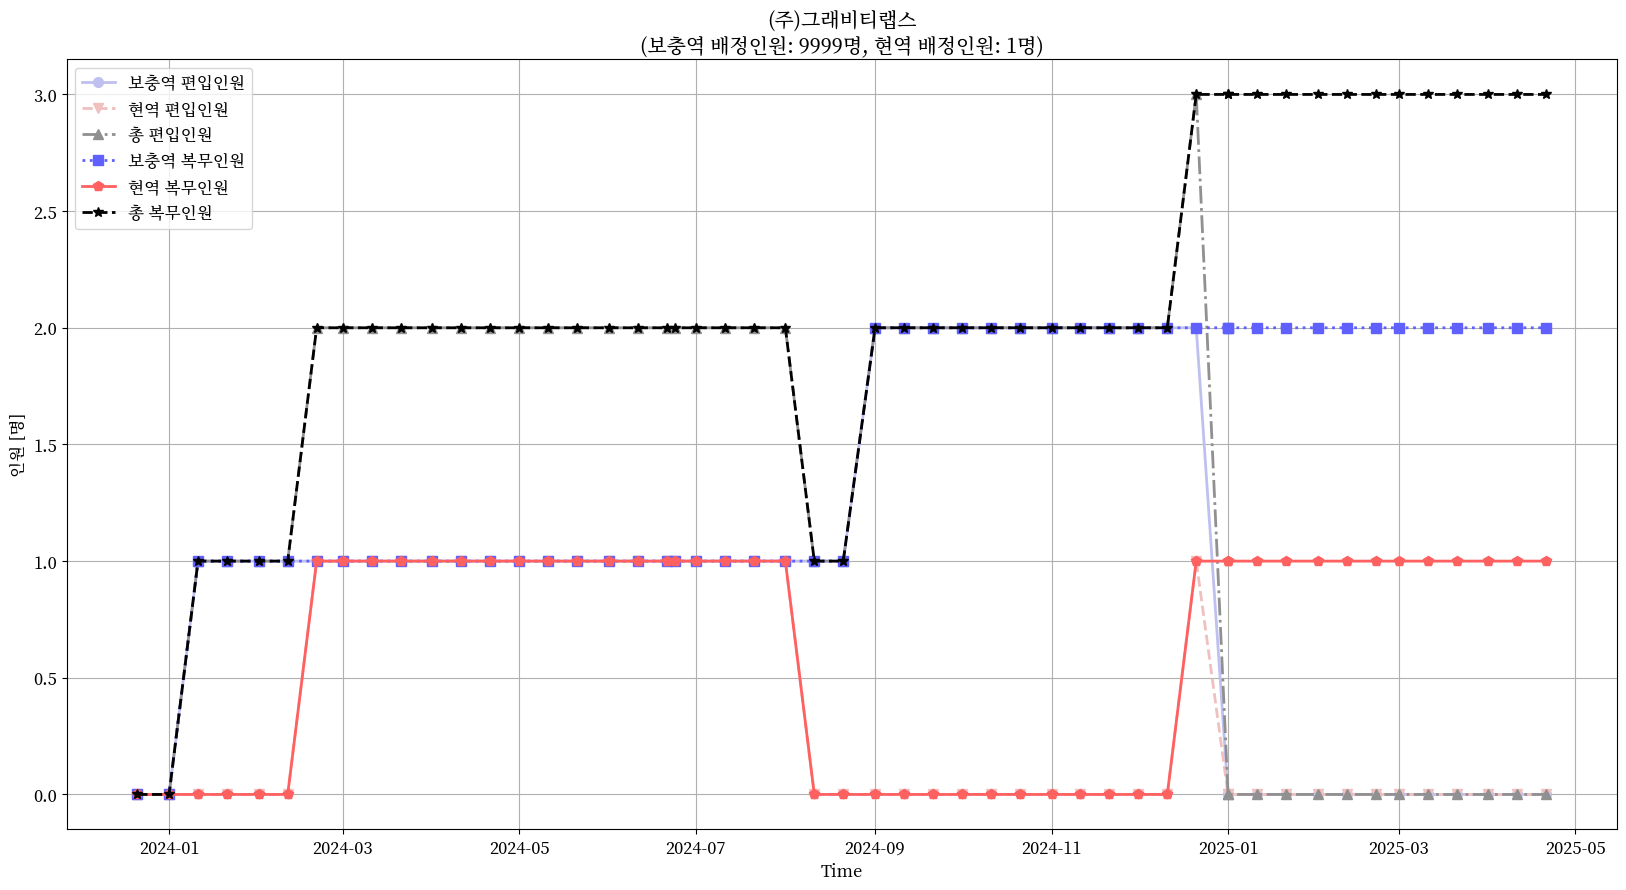 (주)그래비티랩스
(보충역 배정인원: 9999명, 현역 배정인원: 1명)
보충역 편입인원
현역 편입인원
총 편입인원
보충역 복무인원
현역 복무인원
총 복무인원
3.0
2.5
2.0
1.5
1.0
0.5
0.0
인원 [명]
2024-01 2024-03 2024-05 2024-07 2024-09 2024-11 2025-01 2025-03 2025-05
Time